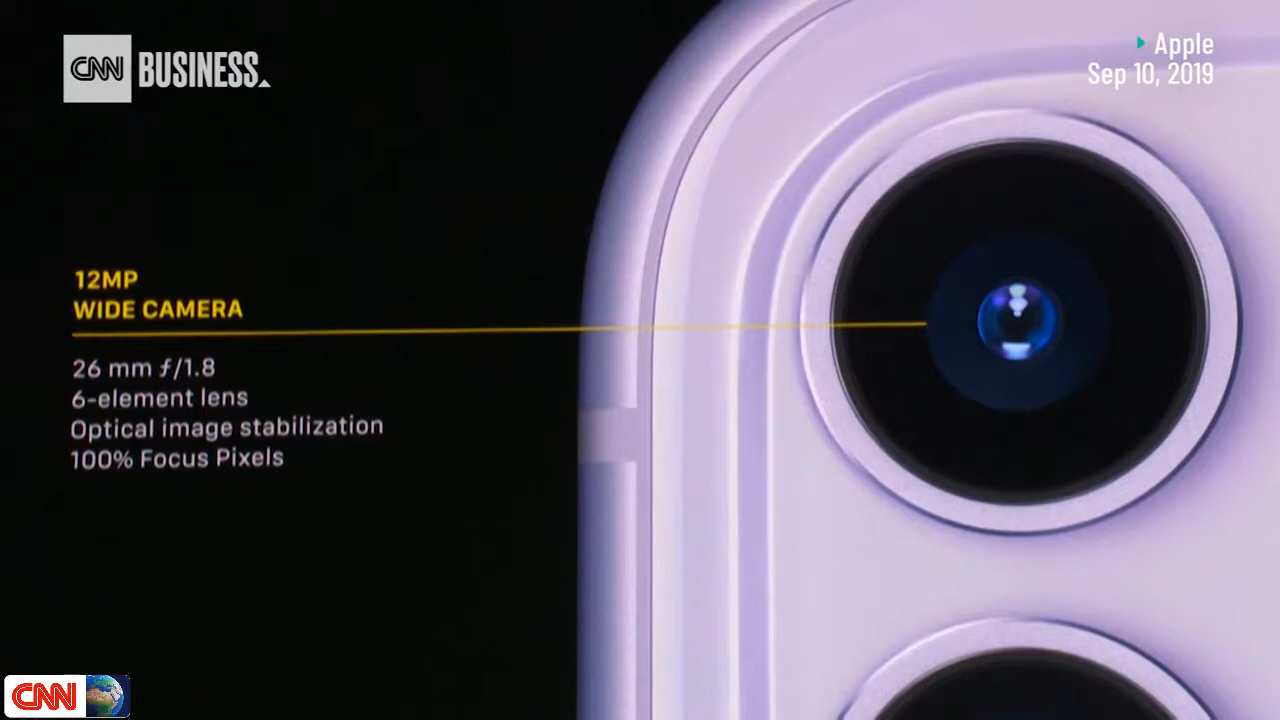 CNN BUSINESS
Apple
Sep 10, 2019
12MP
WIDE CAMERA
26 mm ƒ/1.8
6-element lens
Optical image stabilization
100% Focus Pixels
CNN